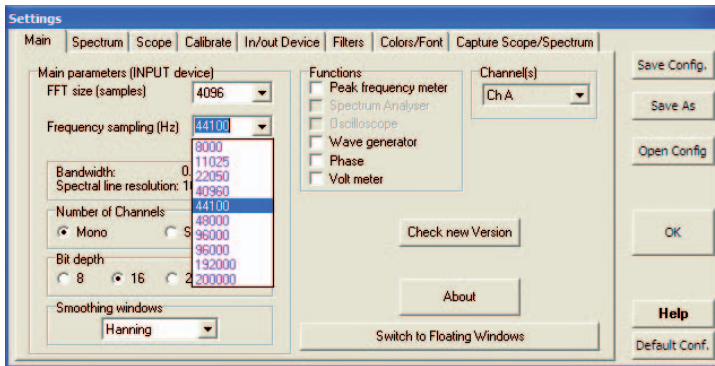 Settings
Main Spectrum Scope Calibrate In/out Device Filters Colors/Font Capture Scope/Spectrum
Main parameters (INPUT device)
FFT size (samples) 4096
Frequency sampling (Hz) 44100
8000
11025
22050
40960
44100
48000
96000
96000
192000
200000
Bandwidth: 0.
Spectral line resolution:
Number of Channels
Mono S
Bit depth
8 16 2
Smoothing windows
Hanning
Functions
Peak frequency meter
Spectrum Analyser
Oscilloscope
Wave generator
Phase
Volt meter
Channel(s)
Ch A
Check new Version
About
Switch to Floating Windows
Save Config.
Save As
Open Config
OK
Help
Default Conf.